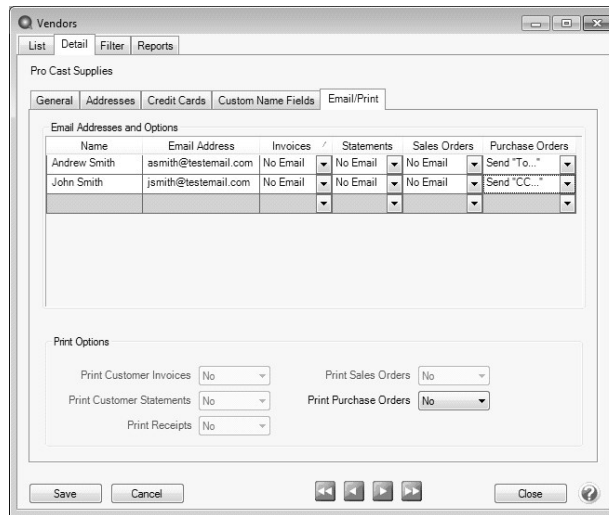 Vendors
List Detail Filter Reports
Pro Cast Supplies
General Addresses Credit Cards Custom Name Fields Email/Print
Email Addresses and Options
Name Email Address Invoices Statements Sales Orders Purchase Orders
Andrew Smith asmith@testemail.com No Email No Email No Email Send "To..."
John Smith jsmith@testemail.com No Email No Email No Email Send "CC..."
Print Options
Print Customer Invoices No Print Sales Orders No
Print Customer Statements No Print Purchase Orders No
Print Receipts No
Save Cancel Close ?